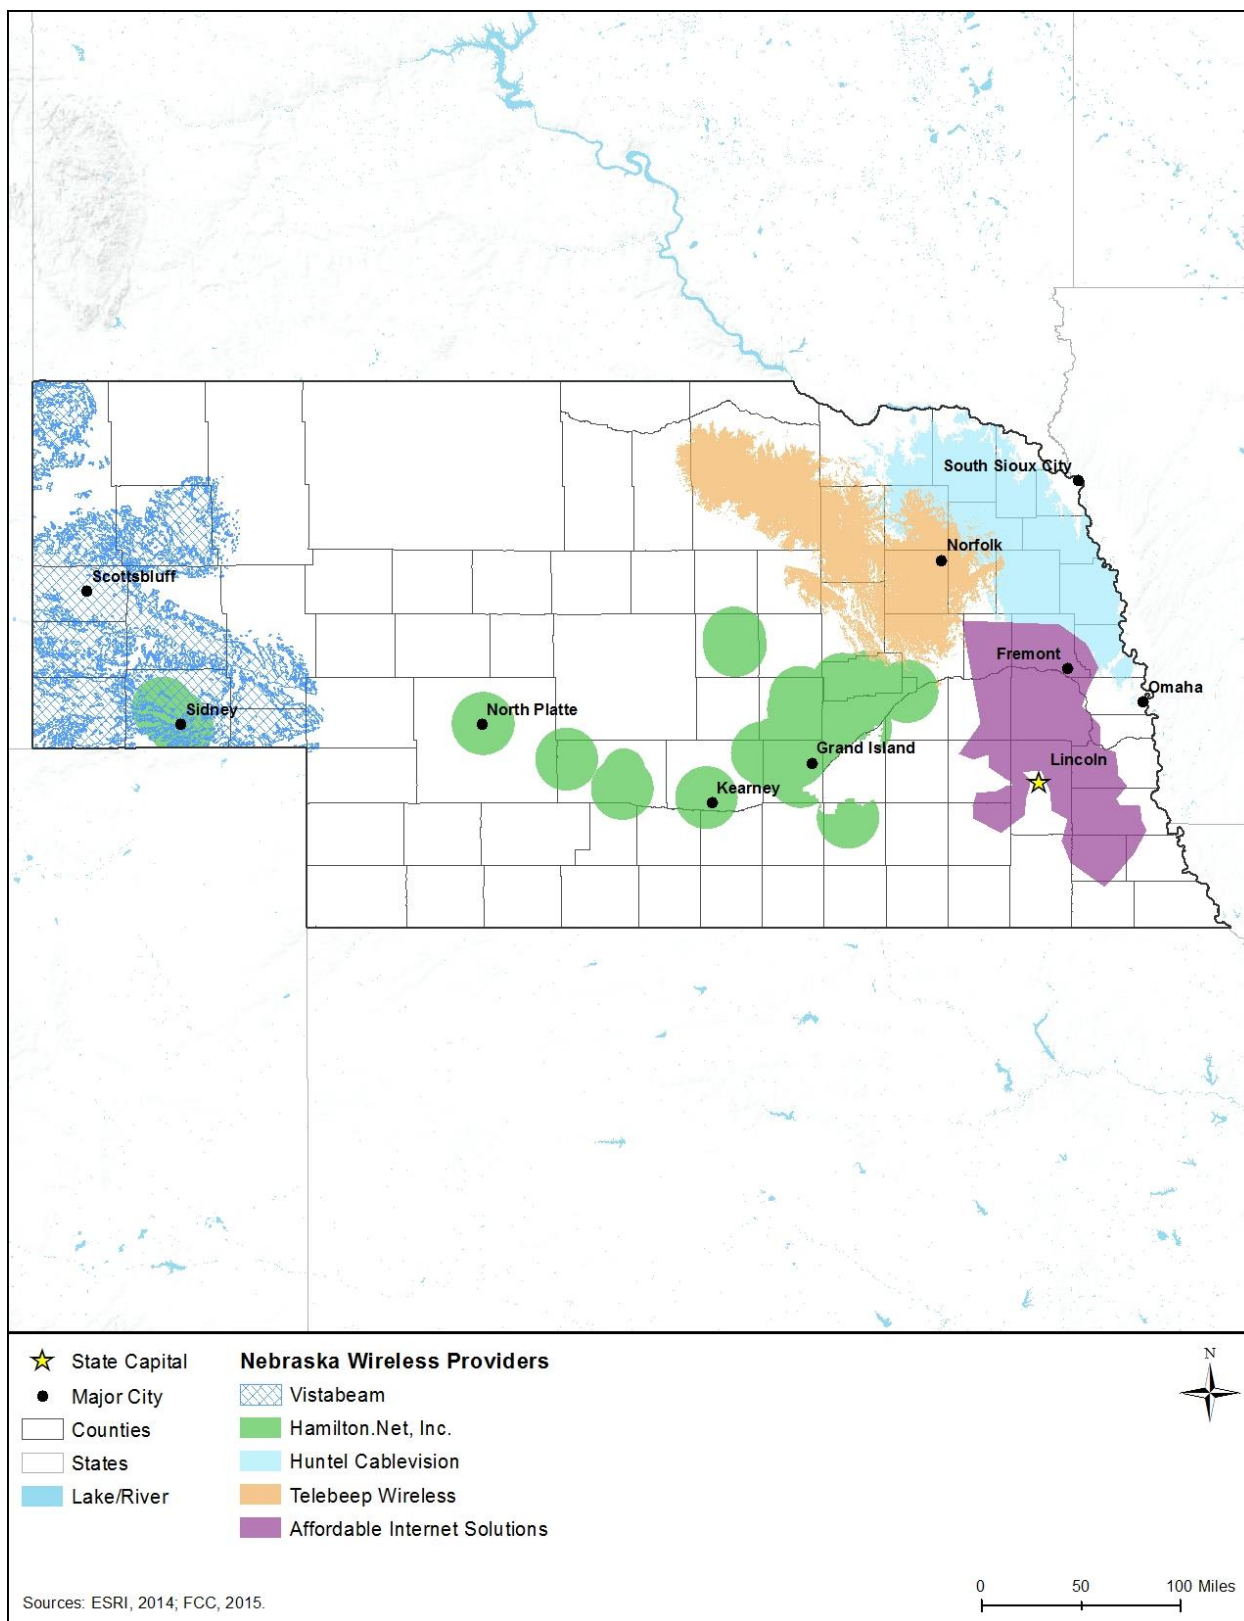 South Sioux City
Norfolk
Scottsbluff
Fremont
Omaha
Sidney
North Platte
Grand Island
Lincoln
Kearney
State Capital
Major City
Counties
States
Lake/River
Nebraska Wireless Providers
Vistabeam
Hamilton.Net, Inc.
Huntel Cablevision
Telebeep Wireless
Affordable Internet Solutions
N
0 50 100 Miles
Sources: ESRI, 2014; FCC, 2015.